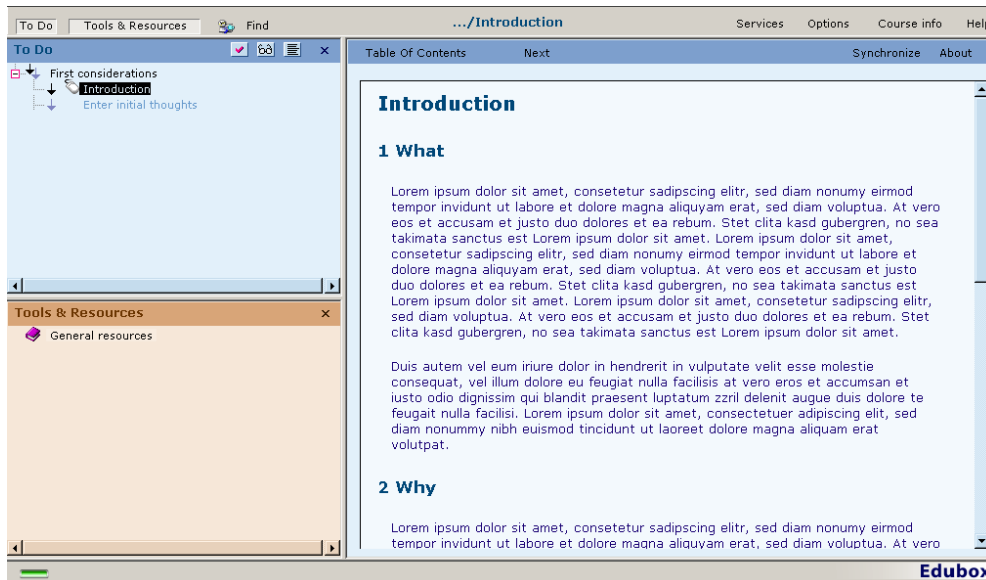 To Do Tools & Resources Find .../Introduction Services Options Course info Help
To Do
First considerations
Introduction
Enter initial thoughts
Tools & Resources
General resources
Table Of Contents Next Synchronize About
Introduction
1 What
Lorem ipsum dolor sit amet, consetetur sadipscing elitr, sed diam nonumy eirmod
tempor invidunt ut labore et dolore magna aliquyam erat, sed diam voluptua. At vero
eos et accusam et justo duo dolores et ea rebum. Stet clita kasd gubergren, no sea
takimata sanctus est Lorem ipsum dolor sit amet. Lorem ipsum dolor sit amet,
consetetur sadipscing elitr, sed diam nonumy eirmod tempor invidunt ut labore et
dolore magna aliquyam erat, sed diam voluptua. At vero eos et accusam et justo
duo dolores et ea rebum. Stet clita kasd gubergren, no sea takimata sanctus est
Lorem ipsum dolor sit amet. Lorem ipsum dolor sit amet, consetetur sadipscing elitr,
sed diam voluptua. At vero eos et accusam et justo duo dolores et ea rebum. Stet
clita kasd gubergren, no sea takimata sanctus est Lorem ipsum dolor sit amet.
Duis autem vel eum iriure dolor in hendrerit in vulputate velit esse molestie
consequat, vel illum dolore eu feugiat nulla facilisis at vero eros et accumsan et
iusto odio dignissim qui blandit praesent luptatum zzril delenit augue duis dolore te
feugait nulla facilisi. Lorem ipsum dolor sit amet, consectetuer adipiscing elit, sed
diam nonummy nibh euismod tincidunt ut laoreet dolore magna aliquam erat
volutpat.
2 Why
Lorem ipsum dolor sit amet, consetetur sadipscing elitr, sed diam nonumy eirmod
tempor invidunt ut labore et dolore magna aliquyam erat, sed diam voluptua. At vero
Edubox